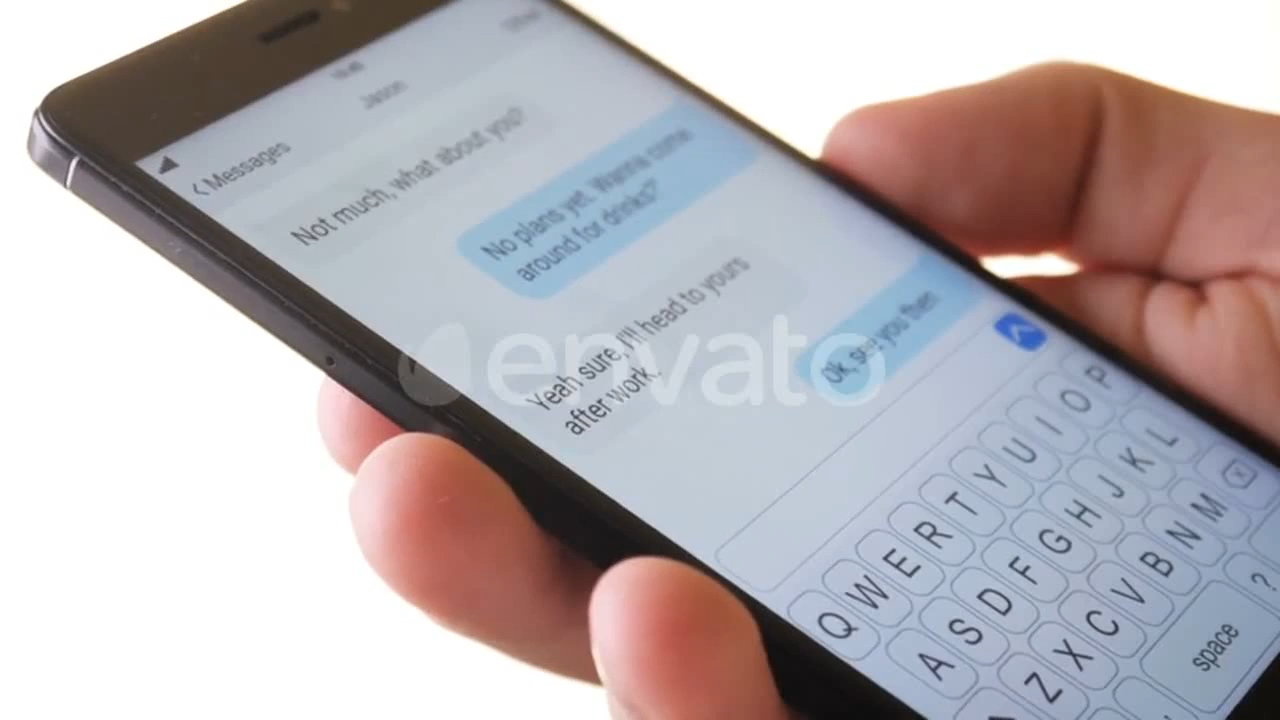 Jason
< Messages
Not much, what about you?
No plans yet. Wanna come
around for drinks?
Yeah sure, I'll head to yours
after work.
Ok, see you then
envato
Q W E R T Y U I O P
A S D F G H J K L
Z X C V B N M
space ?